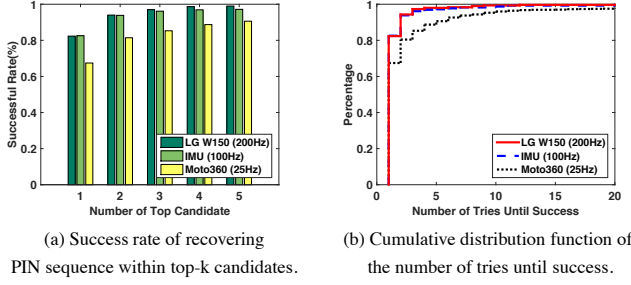 Successful Rate(%)
1
0.8
0.6
0.4
0.2
0
LG W150 (200Hz)
IMU (100Hz)
Moto360 (25Hz)
1 2 3 4 5
Number of Top Candidate
(a) Success rate of recovering
PIN sequence within top-k candidates.
Percentage
1
0.8
0.6
0.4
0.2
0
LG W150 (200Hz)
IMU (100Hz)
Moto360 (25Hz)
0 5 10 15 20
Number of Tries Until Success
(b) Cumulative distribution function of
the number of tries until success.